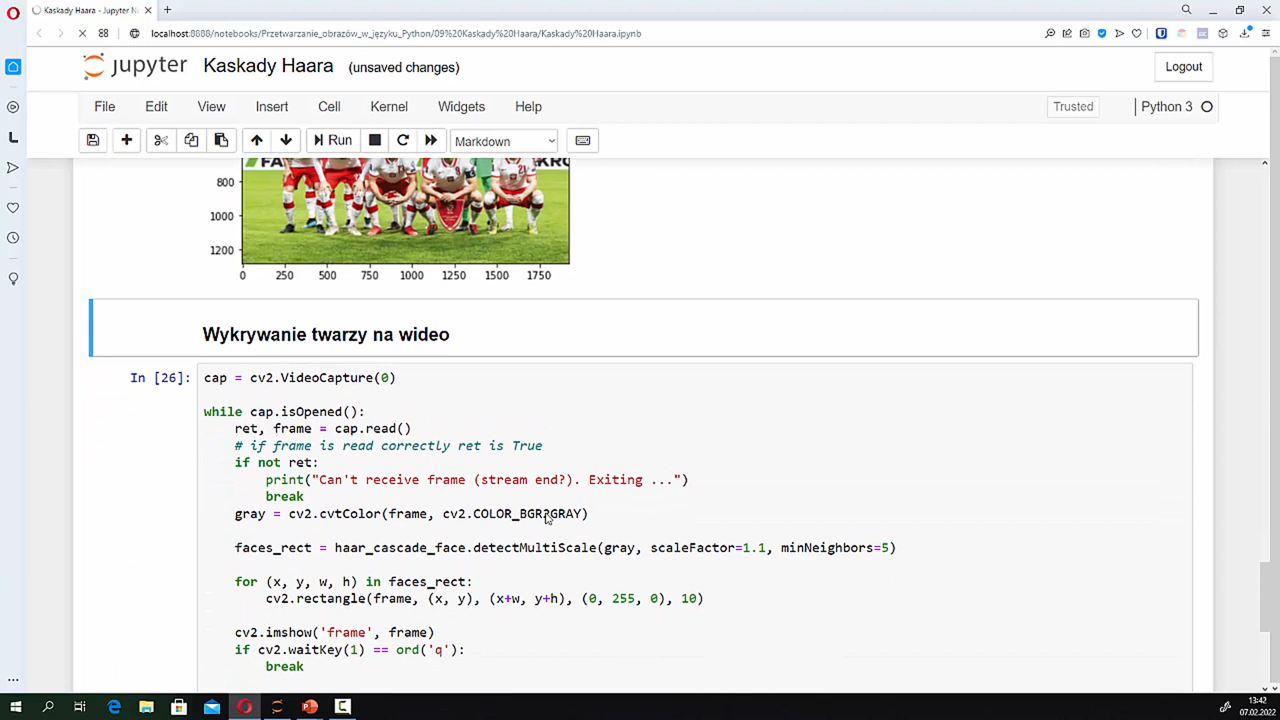 Kaskady Haara - Jupyter N
localhost:8888/notebooks/Przetwarzanie_obrazów_w_języku_Python/09%20Kaskady%20Haara/Kaskady%20Haara.ipynb
jupyter Kaskady Haara (unsaved changes) Logout
File Edit View Insert Cell Kernel Widgets Help Trusted Python 3
Run Markdown
800
1000
1200
0 250 500 750 1000 1250 1500 1750
Wykrywanie twarzy na wideo
In [26]: cap = cv2.VideoCapture(0)
while cap.isOpened():
ret, frame = cap.read()
# if frame is read correctly ret is True
if not ret:
print("Can't receive frame (stream end?). Exiting ...")
break
gray = cv2.cvtColor(frame, cv2.COLOR_BGR2GRAY)
faces_rect = haar_cascade_face.detectMultiScale(gray, scaleFactor=1.1, minNeighbors=5)
for (x, y, w, h) in faces_rect:
cv2.rectangle(frame, (x, y), (x+w, y+h), (0, 255, 0), 10)
cv2.imshow('frame', frame)
if cv2.waitKey(1) == ord('q'):
break
13:42
07.02.2022